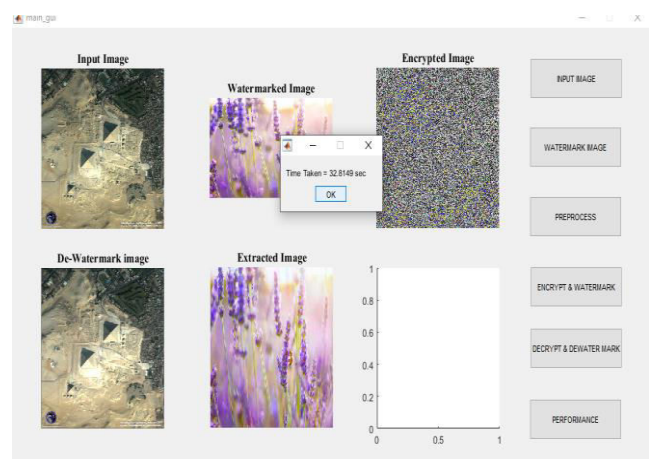 main_gui
Input Image
Watermarked Image
Encrypted Image
INPUT IMAGE
WATERMARK IMAGE
Time Taken = 32.8149 sec
OK
PREPROCESS
De-Watermark image
Extracted Image
1
0.8
0.6
0.4
0.2
0
0
0.5
1
ENCRYPT & WATERMARK
DECRYPT & DEWATER MARK
PERFORMANCE